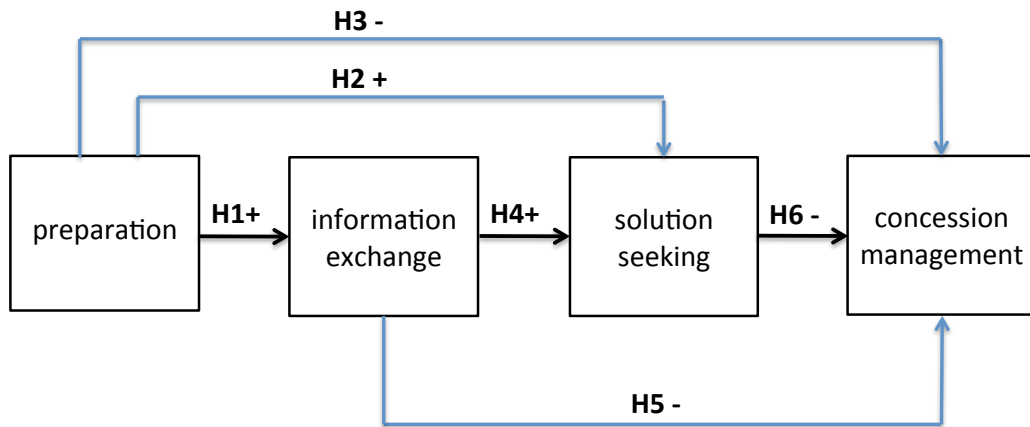 H3 -
H2 +
preparation
H1+
information
exchange
H4+
solution
seeking
H6 -
concession
management
H5 -